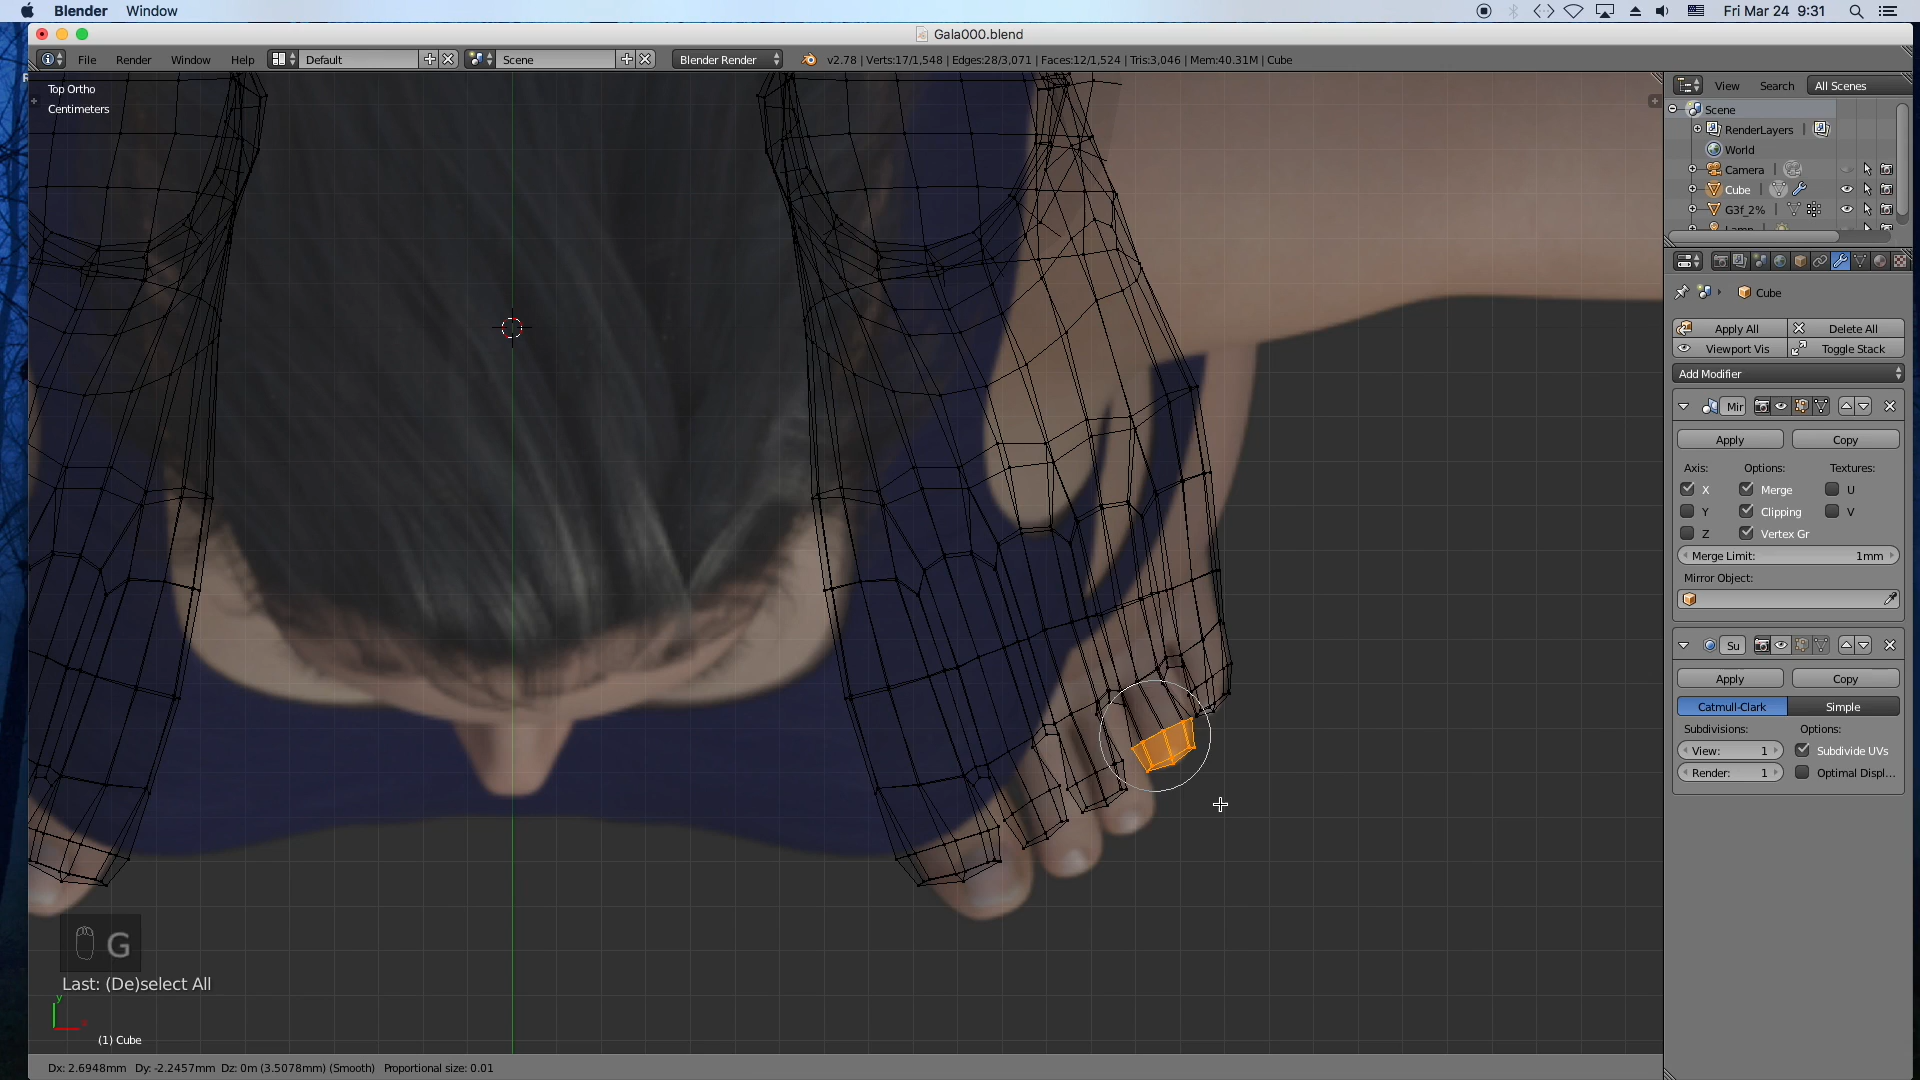 Blender Window Fri Mar 24 9:31
Gala000.blend
File Render Window Help Default Scene Blender Render v2.78 | Verts:17/1,548 | Edges:28/3,071 | Faces:12/1,524 | Tris:3,046 | Mem:40.31M | Cube
Top Ortho
Centimeters
View Search All Scenes
Scene
RenderLayers
World
Camera
Cube
G3f_2%
Lamp
Cube
Apply All Delete All
Viewport Vis Toggle Stack
Add Modifier
Mir
Apply Copy
Axis: Options: Textures:
X Merge U
Y Clipping V
Z Vertex Gr
Merge Limit: 1mm
Mirror Object:
Su
Apply Copy
Catmull-Clark Simple
Subdivisions: Options:
View: 1 Subdivide UVs
Render: 1 Optimal Displ...
G
Last: (De)select All
y
x
(1) Cube
Dx: 2.6948mm Dy: -2.2457mm Dz: 0m (3.5078mm) (Smooth) Proportional size: 0.01